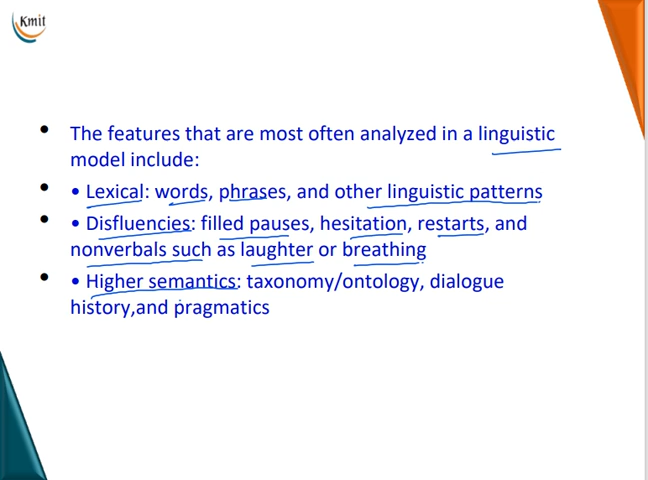 Kmit
• The features that are most often analyzed in a linguistic
model include:
• • Lexical: words, phrases, and other linguistic patterns
• • Disfluencies: filled pauses, hesitation, restarts, and
nonverbals such as laughter or breathing
• • Higher semantics: taxonomy/ontology, dialogue
history,and pragmatics